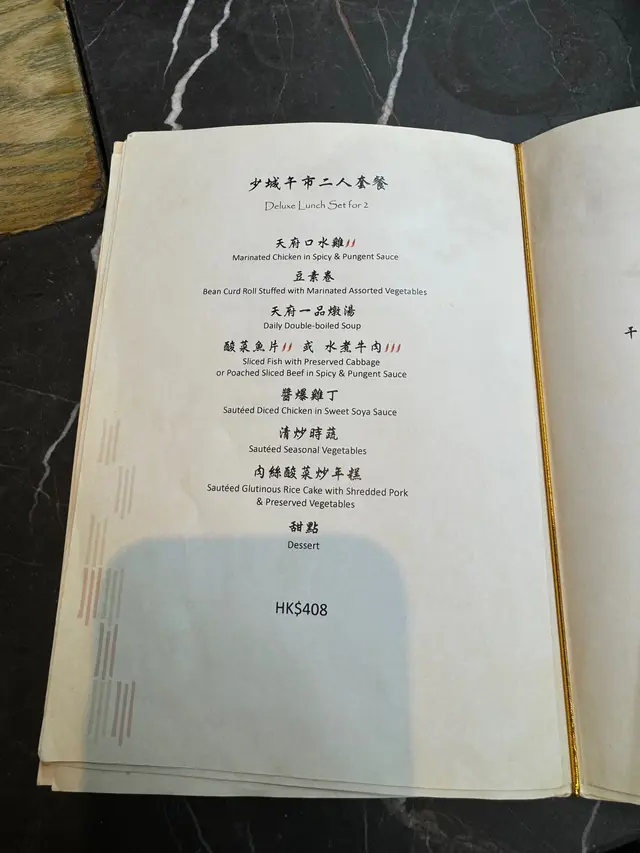 少城午市二人套餐
Deluxe Lunch Set for 2
天府口水雞
Marinated Chicken in Spicy & Pungent Sauce
豆素卷
Bean Curd Roll Stuffed with Marinated Assorted Vegetables
天府一品燉湯
Daily Double-boiled Soup
酸菜魚片 或 水煮牛肉
Sliced Fish with Preserved Cabbage
or Poached Sliced Beef in Spicy & Pungent Sauce
醬爆雞丁
Sautéed Diced Chicken in Sweet Soya Sauce
清炒時蔬
Sautéed Seasonal Vegetables
肉絲酸菜炒年糕
Sautéed Glutinous Rice Cake with Shredded Pork
& Preserved Vegetables
甜點
Dessert
HK$408
干